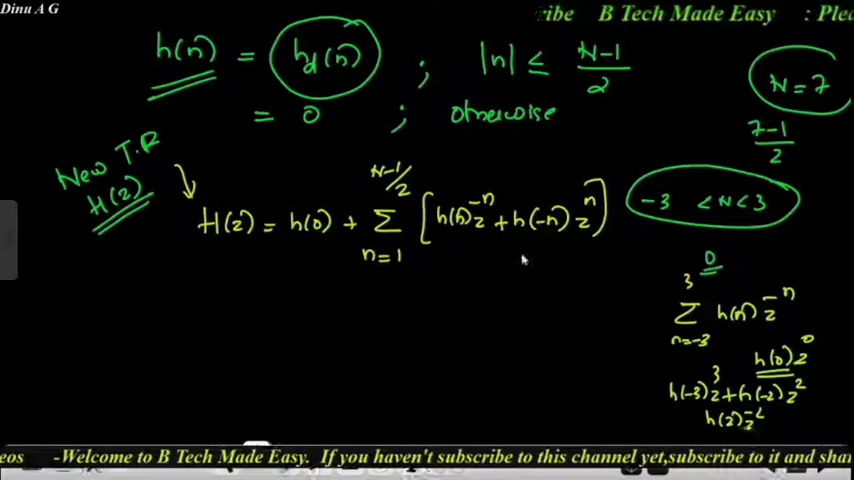 Dinu A G
ribe B Tech Made Easy : Plea
h(n) = hd(n) ; |n| ≤ N-1/2
= 0 ; otherwise
N = 7
7-1/2
New T.R
H(z)
-3 < N < 3
H(z) = h(0) + Σ n=1 N-1/2 [h(n) z^-n + h(-n) z^n]
0
3 Σ n=-3 h(n) z^-n
h(0) z^0
h(-3) z^3 + h(-2) z^2
h(2) z^-2
eos -Welcome to B Tech Made Easy. If you haven't subscribe to this channel yet,subscribe to it and shar